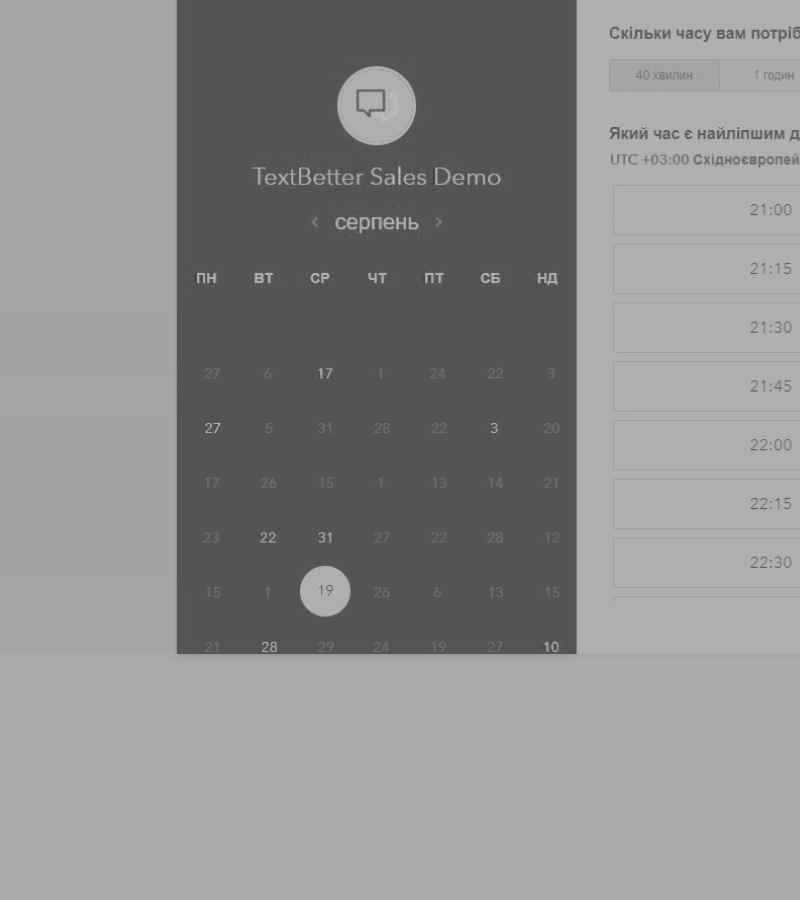 TextBetter Sales Demo
серпень
ПН ВТ СР ЧТ ПТ СБ НД
27 6 17 1 24 22 3
27 5 31 28 22 3 20
17 26 15 1 13 14 21
23 22 31 27 22 28 12
15 1 19 26 6 13 15
21 28 29 24 19 27 10
Скільки часу вам потріб
40 хвилин 1 годин
Який час є найліпшим д
UTC +03:00 Східноєвропей
21:00
21:15
21:30
21:45
22:00
22:15
22:30